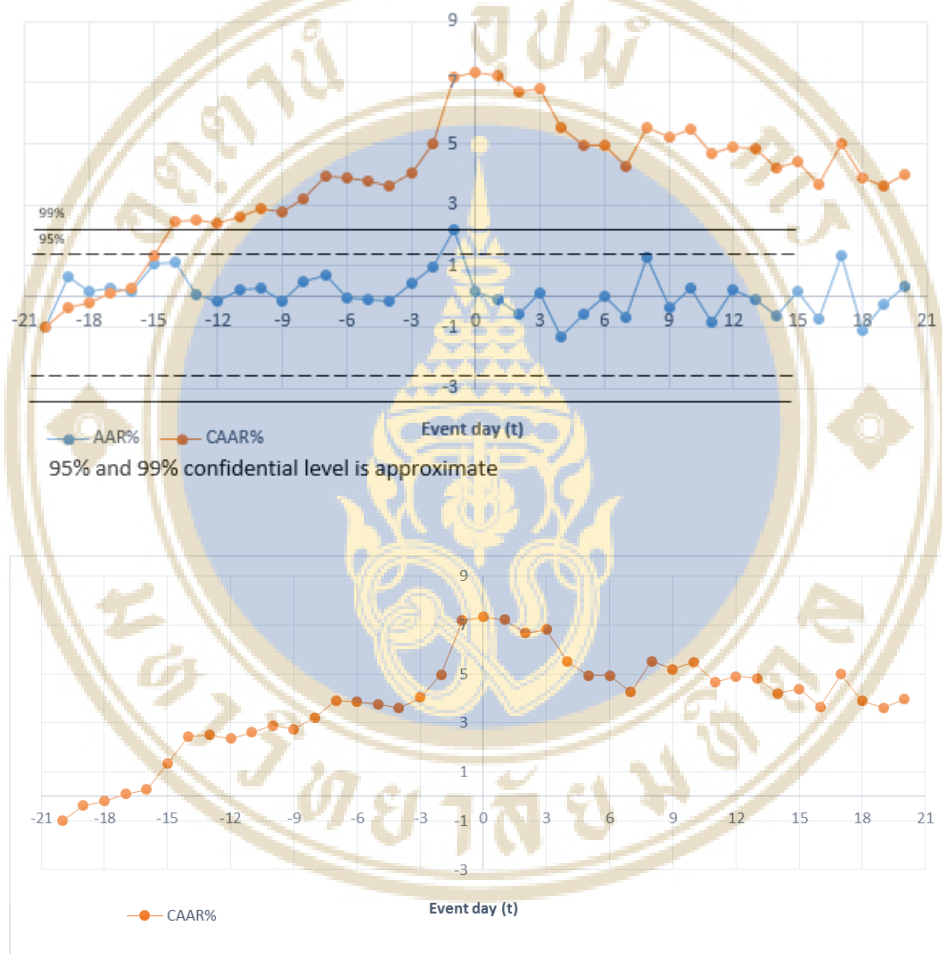 9
7
5
3
99%
95%
1
-21 -18 -15 -12 -9 -6 -3 0 3 6 9 12 15 18 21
-1
-3
Event day (t)
AAR% CAAR%
95% and 99% confidential level is approximate
9
7
5
3
1
-21 -18 -15 -12 -9 -6 -3 0 3 6 9 12 15 18 21
-1
-3
Event day (t)
CAAR%